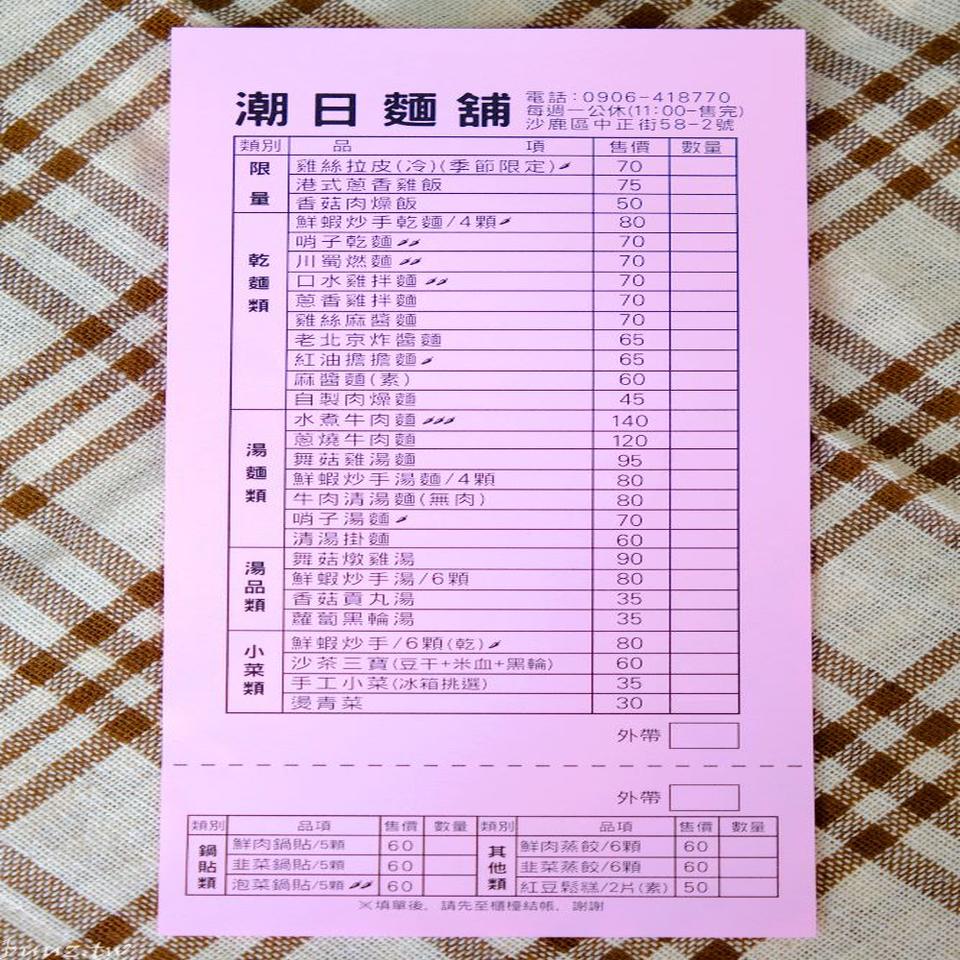 潮日麵舖
電話:0906-418770
每週一公休(11:00-售完)
沙鹿區中正街58-2號
類別 品項 售價 數量
限量
雞絲拉皮(冷)(季節限定) 70
港式蔥香雞飯 75
香菇肉燥飯 50
乾麵類
鮮蝦炒手乾麵/4顆 80
哨子乾麵 70
川蜀燃麵 70
口水雞拌麵 70
蔥香雞拌麵 70
雞絲麻醬麵 70
老北京炸醬麵 65
紅油擔擔麵 65
麻醬麵(素) 60
自製肉燥麵 45
湯麵類
水煮牛肉麵 140
蔥燒牛肉麵 120
舞菇雞湯麵 95
鮮蝦炒手湯麵/4顆 80
牛肉清湯麵(無肉) 80
哨子湯麵 70
清湯掛麵 60
湯品類
舞菇燉雞湯 90
鮮蝦炒手湯/6顆 80
香菇貢丸湯 35
蘿蔔黑輪湯 35
小菜類
鮮蝦炒手/6顆(乾) 80
沙茶三寶(豆干+米血+黑輪) 60
手工小菜(冰箱挑選) 35
燙青菜 30
外帶
外帶
類別 品項 售價 數量 類別 品項 售價 數量
鍋貼類
鮮肉鍋貼/5顆 60
韭菜鍋貼/5顆 60
泡菜鍋貼/5顆 60
其他類
鮮肉蒸餃/6顆 60
韭菜蒸餃/6顆 60
紅豆鬆糕/2片(素) 50
※填單後，請先至櫃檯結帳，謝謝